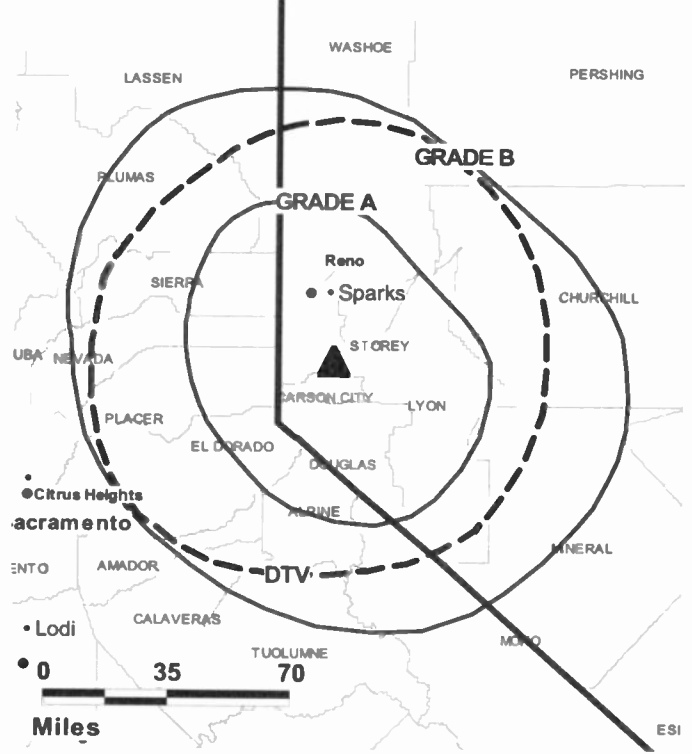 WASHOE
LASSEN
PERSHING
GRADE B
PLUMAS
GRADE A
Reno
SIERRA
Sparks
CHURCHILL
STOREY
UBA
NEVADA
CARSON CITY
LYON
PLACER
EL DORADO
DOUGLAS
Citrus Heights
ALPINE
acramento
MINERAL
ENTO
AMADOR
DTV
CALAVERAS
Lodi
MONO
TUOLUMNE
0 35 70
Miles
ESI